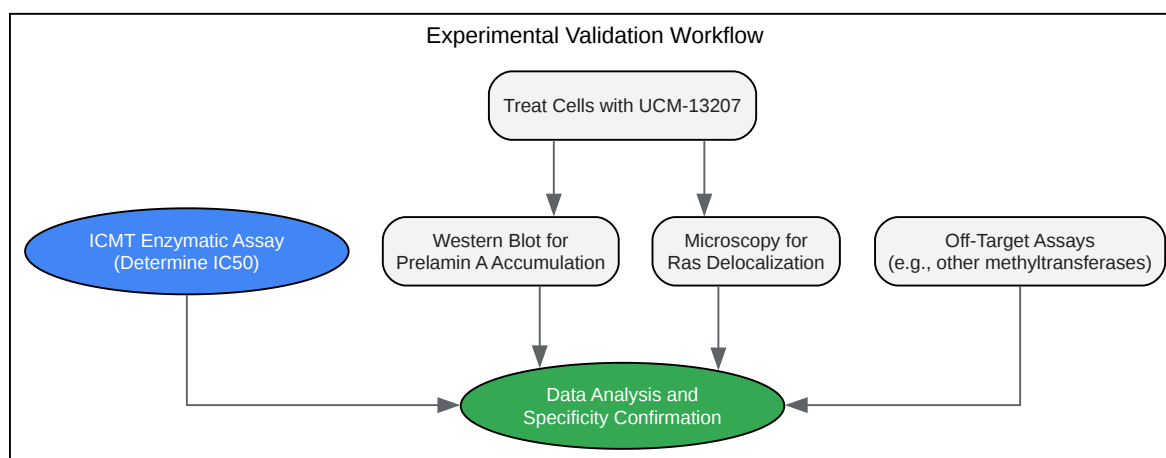 Experimental Validation Workflow
Treat Cells with UCM-13207
ICMT Enzymatic Assay
(Determine IC50)
Western Blot for
Prelamin A Accumulation
Microscopy for
Ras Delocalization
Off-Target Assays
(e.g., other methyltransferases)
Data Analysis and
Specificity Confirmation